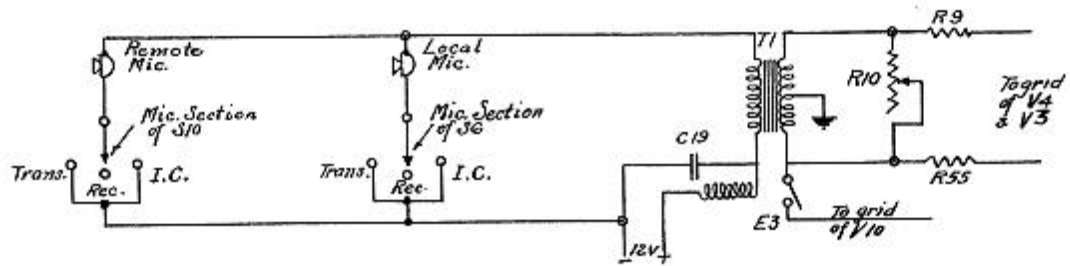 Remote
Mic.
Local
Mic.
T1
R9
R10
To grid
of V4
& V3
Mic. Section
of S10
Mic. Section
of S6
C19
Trans.
Rec.
I.C.
Trans.
Rec.
I.C.
R55
E3
To grid
of V10
- 12V +